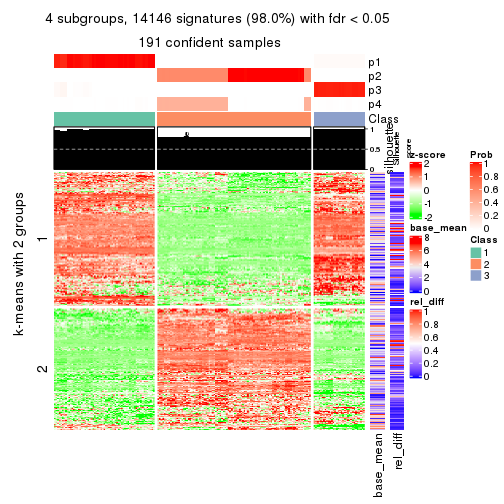 4 subgroups, 14146 signatures (98.0%) with fdr < 0.05
191 confident samples
p1
p2
p3
p4
Class
1
0.5
0
silhouette
Silhouette
score
k-means with 2 groups
1
2
base_mean
rel_diff
z-score
2
1
0
-1
-2
base_mean
8
6
4
2
0
rel_diff
1
0.8
0.6
0.4
0.2
0
Prob
1
0.8
0.6
0.4
0.2
0
Class
1
2
3